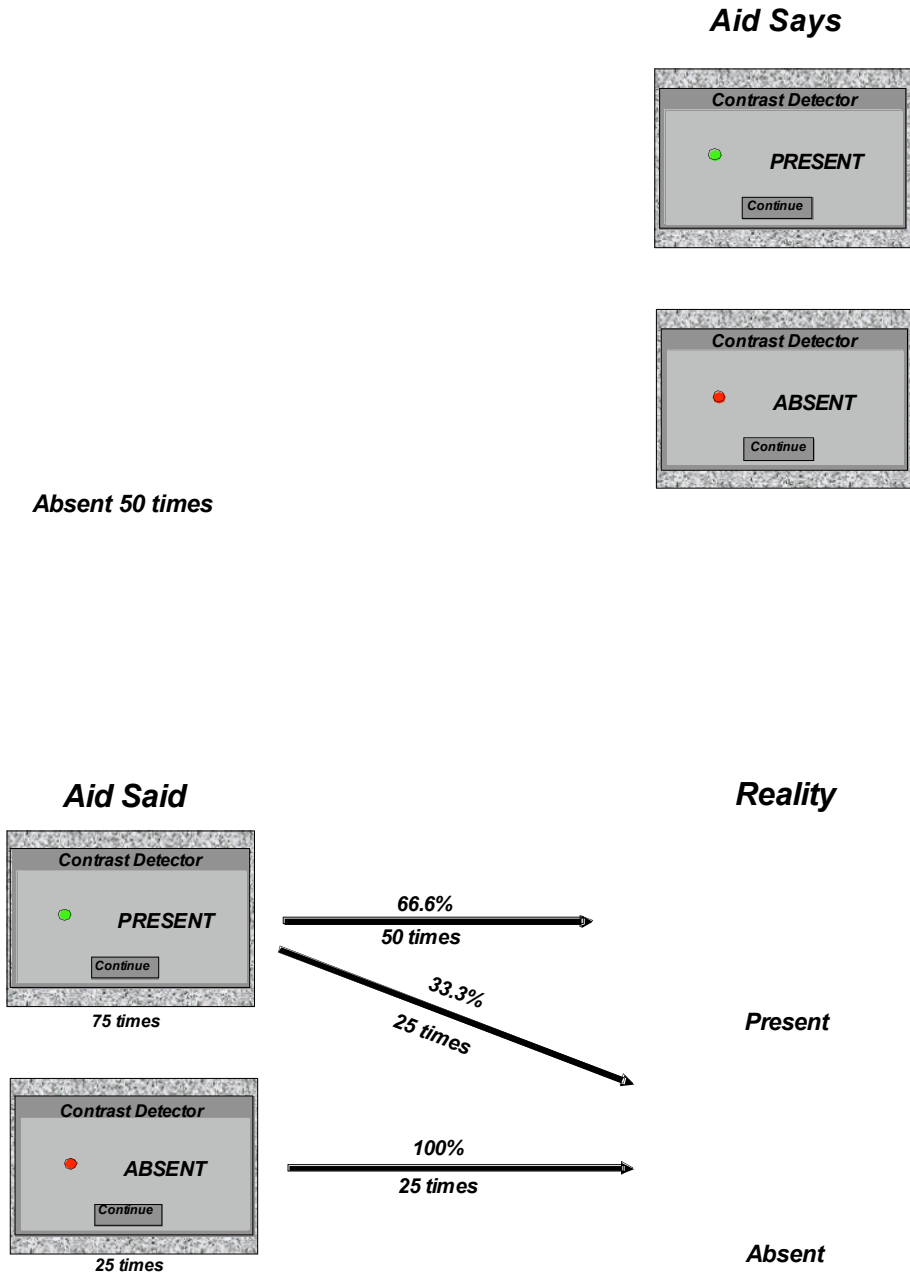 Aid Says
Contrast Detector
PRESENT
Continue
Contrast Detector
ABSENT
Continue
Absent 50 times
Aid Said
Reality
Contrast Detector
PRESENT
Continue
75 times
66.6%
50 times
33.3%
25 times
Present
Contrast Detector
ABSENT
Continue
25 times
100%
25 times
Absent